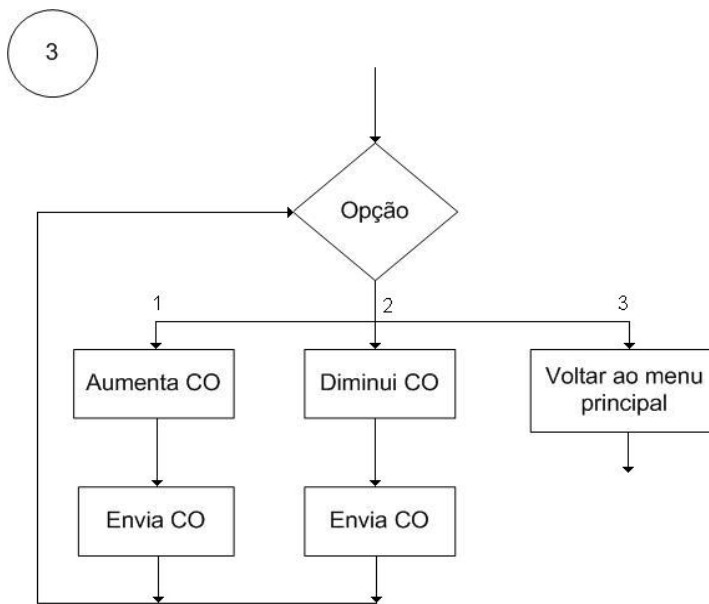 3
Opção
1
2
3
Aumenta CO
Diminui CO
Voltar ao menu
principal
Envia CO
Envia CO